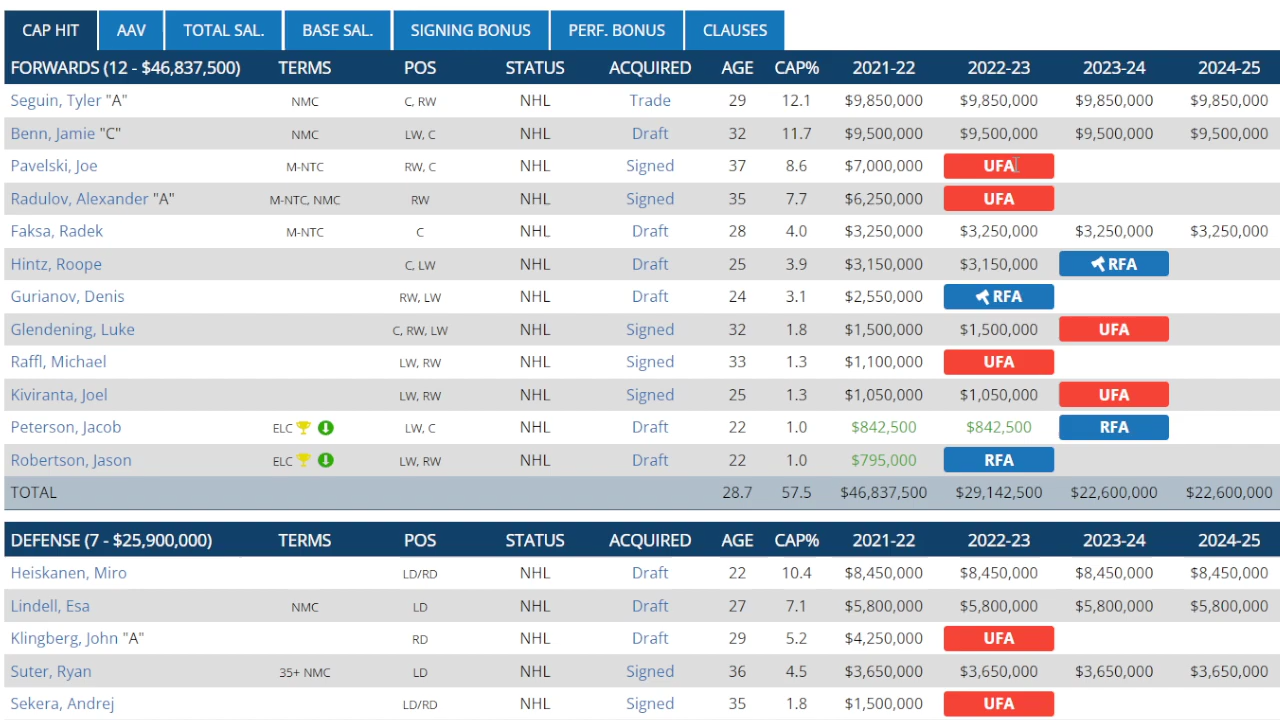 CAP HIT AAV TOTAL SAL. BASE SAL. SIGNING BONUS PERF. BONUS CLAUSES
FORWARDS (12 - $46,837,500) TERMS POS STATUS ACQUIRED AGE CAP% 2021-22 2022-23 2023-24 2024-25
Seguin, Tyler "A" NMC C, RW NHL Trade 29 12.1 $9,850,000 $9,850,000 $9,850,000 $9,850,000
Benn, Jamie "C" NMC LW, C NHL Draft 32 11.7 $9,500,000 $9,500,000 $9,500,000 $9,500,000
Pavelski, Joe M-NTC RW, C NHL Signed 37 8.6 $7,000,000 UFA
Radulov, Alexander "A" M-NTC, NMC RW NHL Signed 35 7.7 $6,250,000 UFA
Faksa, Radek M-NTC C NHL Draft 28 4.0 $3,250,000 $3,250,000 $3,250,000 $3,250,000
Hintz, Roope C, LW NHL Draft 25 3.9 $3,150,000 $3,150,000 RFA
Gurianov, Denis RW, LW NHL Draft 24 3.1 $2,550,000 RFA
Glendening, Luke C, RW, LW NHL Signed 32 1.8 $1,500,000 $1,500,000 UFA
Raffl, Michael LW, RW NHL Signed 33 1.3 $1,100,000 UFA
Kiviranta, Joel LW, RW NHL Signed 25 1.3 $1,050,000 $1,050,000 UFA
Peterson, Jacob ELC LW, C NHL Draft 22 1.0 $842,500 $842,500 RFA
Robertson, Jason ELC LW, RW NHL Draft 22 1.0 $795,000 RFA
TOTAL 28.7 57.5 $46,837,500 $29,142,500 $22,600,000 $22,600,000
DEFENSE (7 - $25,900,000) TERMS POS STATUS ACQUIRED AGE CAP% 2021-22 2022-23 2023-24 2024-25
Heiskanen, Miro LD/RD NHL Draft 22 10.4 $8,450,000 $8,450,000 $8,450,000 $8,450,000
Lindell, Esa NMC LD NHL Draft 27 7.1 $5,800,000 $5,800,000 $5,800,000 $5,800,000
Klingberg, John "A" RD NHL Draft 29 5.2 $4,250,000 UFA
Suter, Ryan 35+ NMC LD NHL Signed 36 4.5 $3,650,000 $3,650,000 $3,650,000 $3,650,000
Sekera, Andrej LD/RD NHL Signed 35 1.8 $1,500,000 UFA